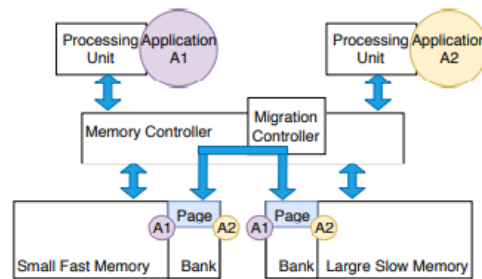 Processing
Unit
Application
A1
Processing
Unit
Application
A2
Memory Controller
Migration
Controller
Page
A1
A2
Small Fast Memory
Bank
Page
A1
A2
Bank
Largre Slow Memory